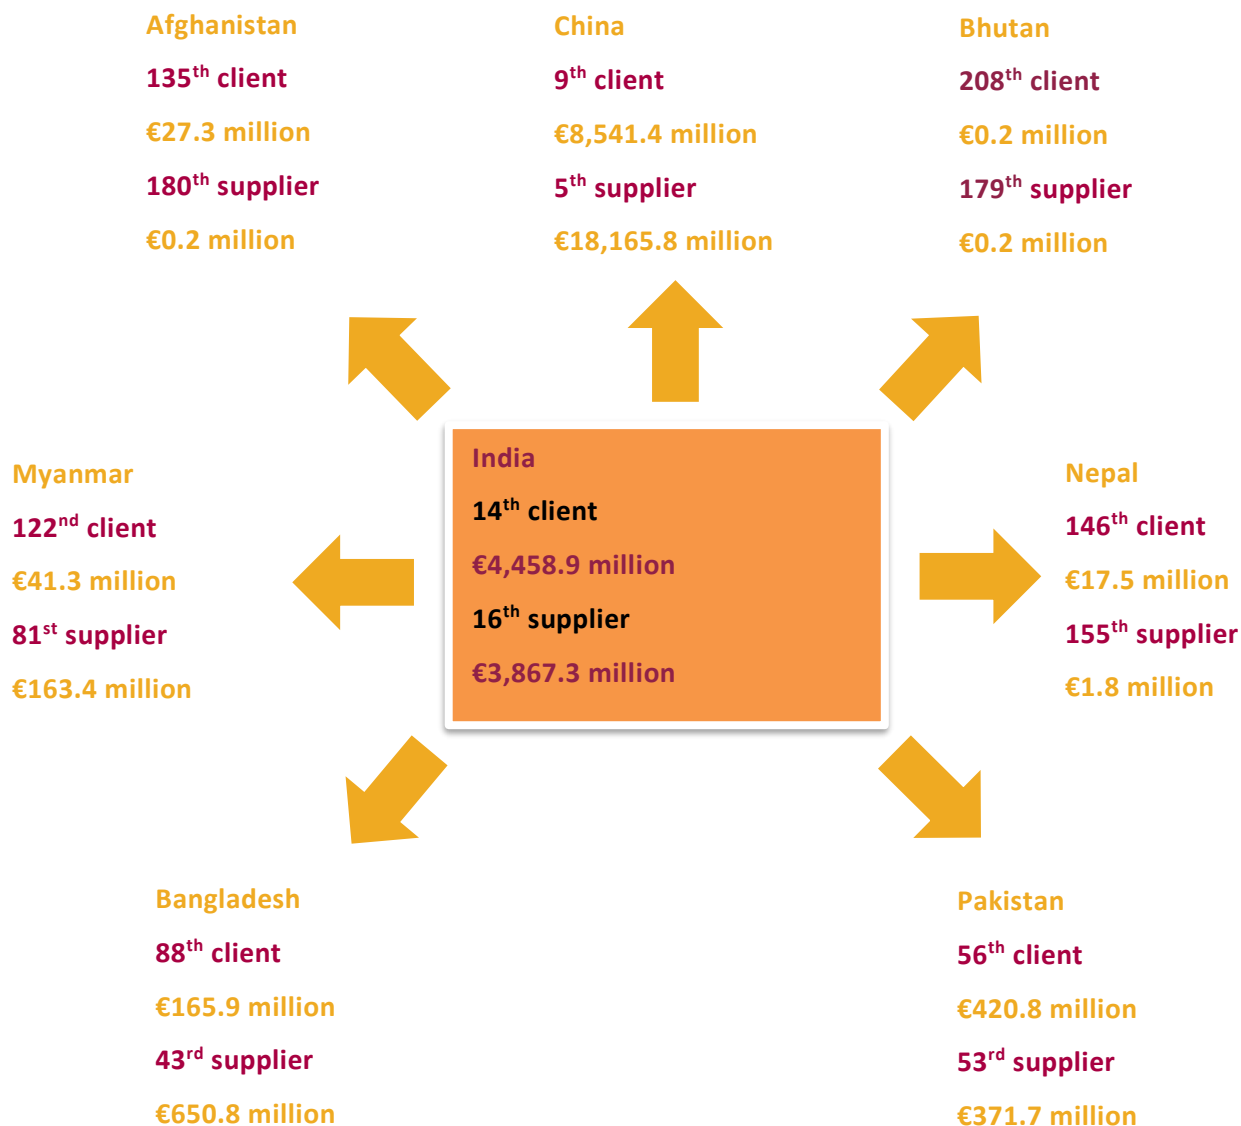 Afghanistan
135th client
€27.3 million
180th supplier
€0.2 million
China
9th client
€8,541.4 million
5th supplier
€18,165.8 million
Bhutan
208th client
€0.2 million
179th supplier
€0.2 million
Myanmar
122nd client
€41.3 million
81st supplier
€163.4 million
India
14th client
€4,458.9 million
16th supplier
€3,867.3 million
Nepal
146th client
€17.5 million
155th supplier
€1.8 million
Bangladesh
88th client
€165.9 million
43rd supplier
€650.8 million
Pakistan
56th client
€420.8 million
53rd supplier
€371.7 million